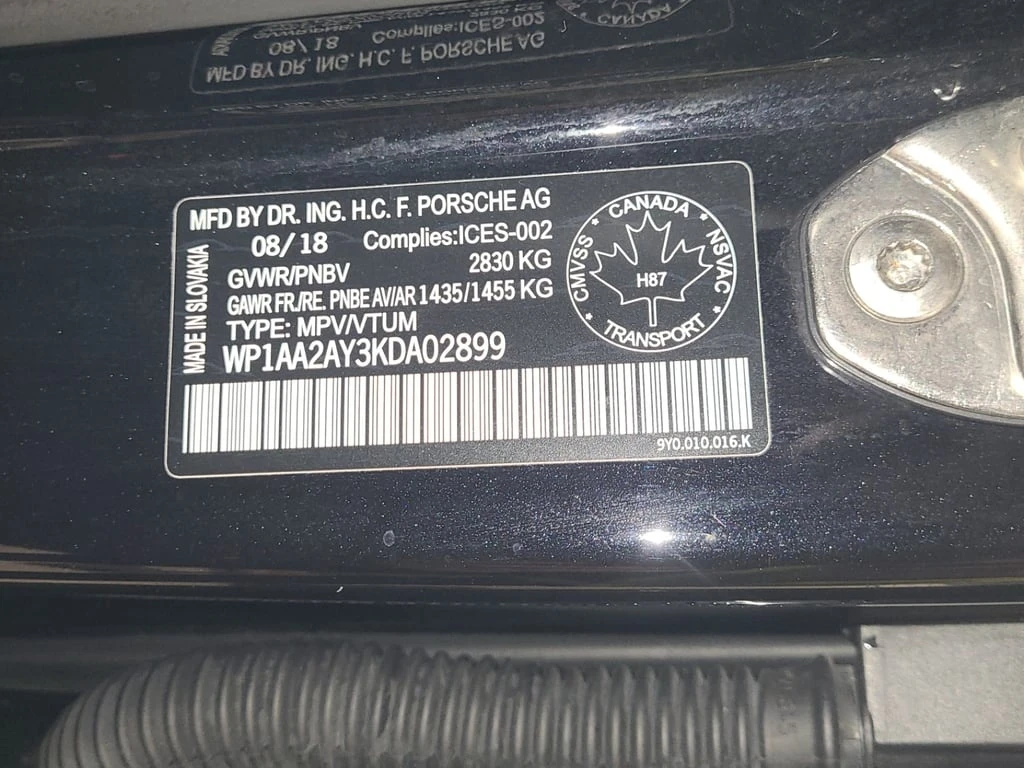 08/18 Complies:ICES-002
MFD BY DR. ING. H.C. F. PORSCHE AG
CANADA
MFD BY DR. ING. H.C. F. PORSCHE AG
08/18 Complies:ICES-002
GVWR/PNBV 2830 KG
GAWR FR/RE. PNBE AV/AR 1435/1455 KG
TYPE: MPV/VTUM
WP1AA2AY3KDA02899
MADE IN SLOVAKIA
CANADA
CMVSS
NSVAC
H87
TRANSPORT
9Y0.010.016.K